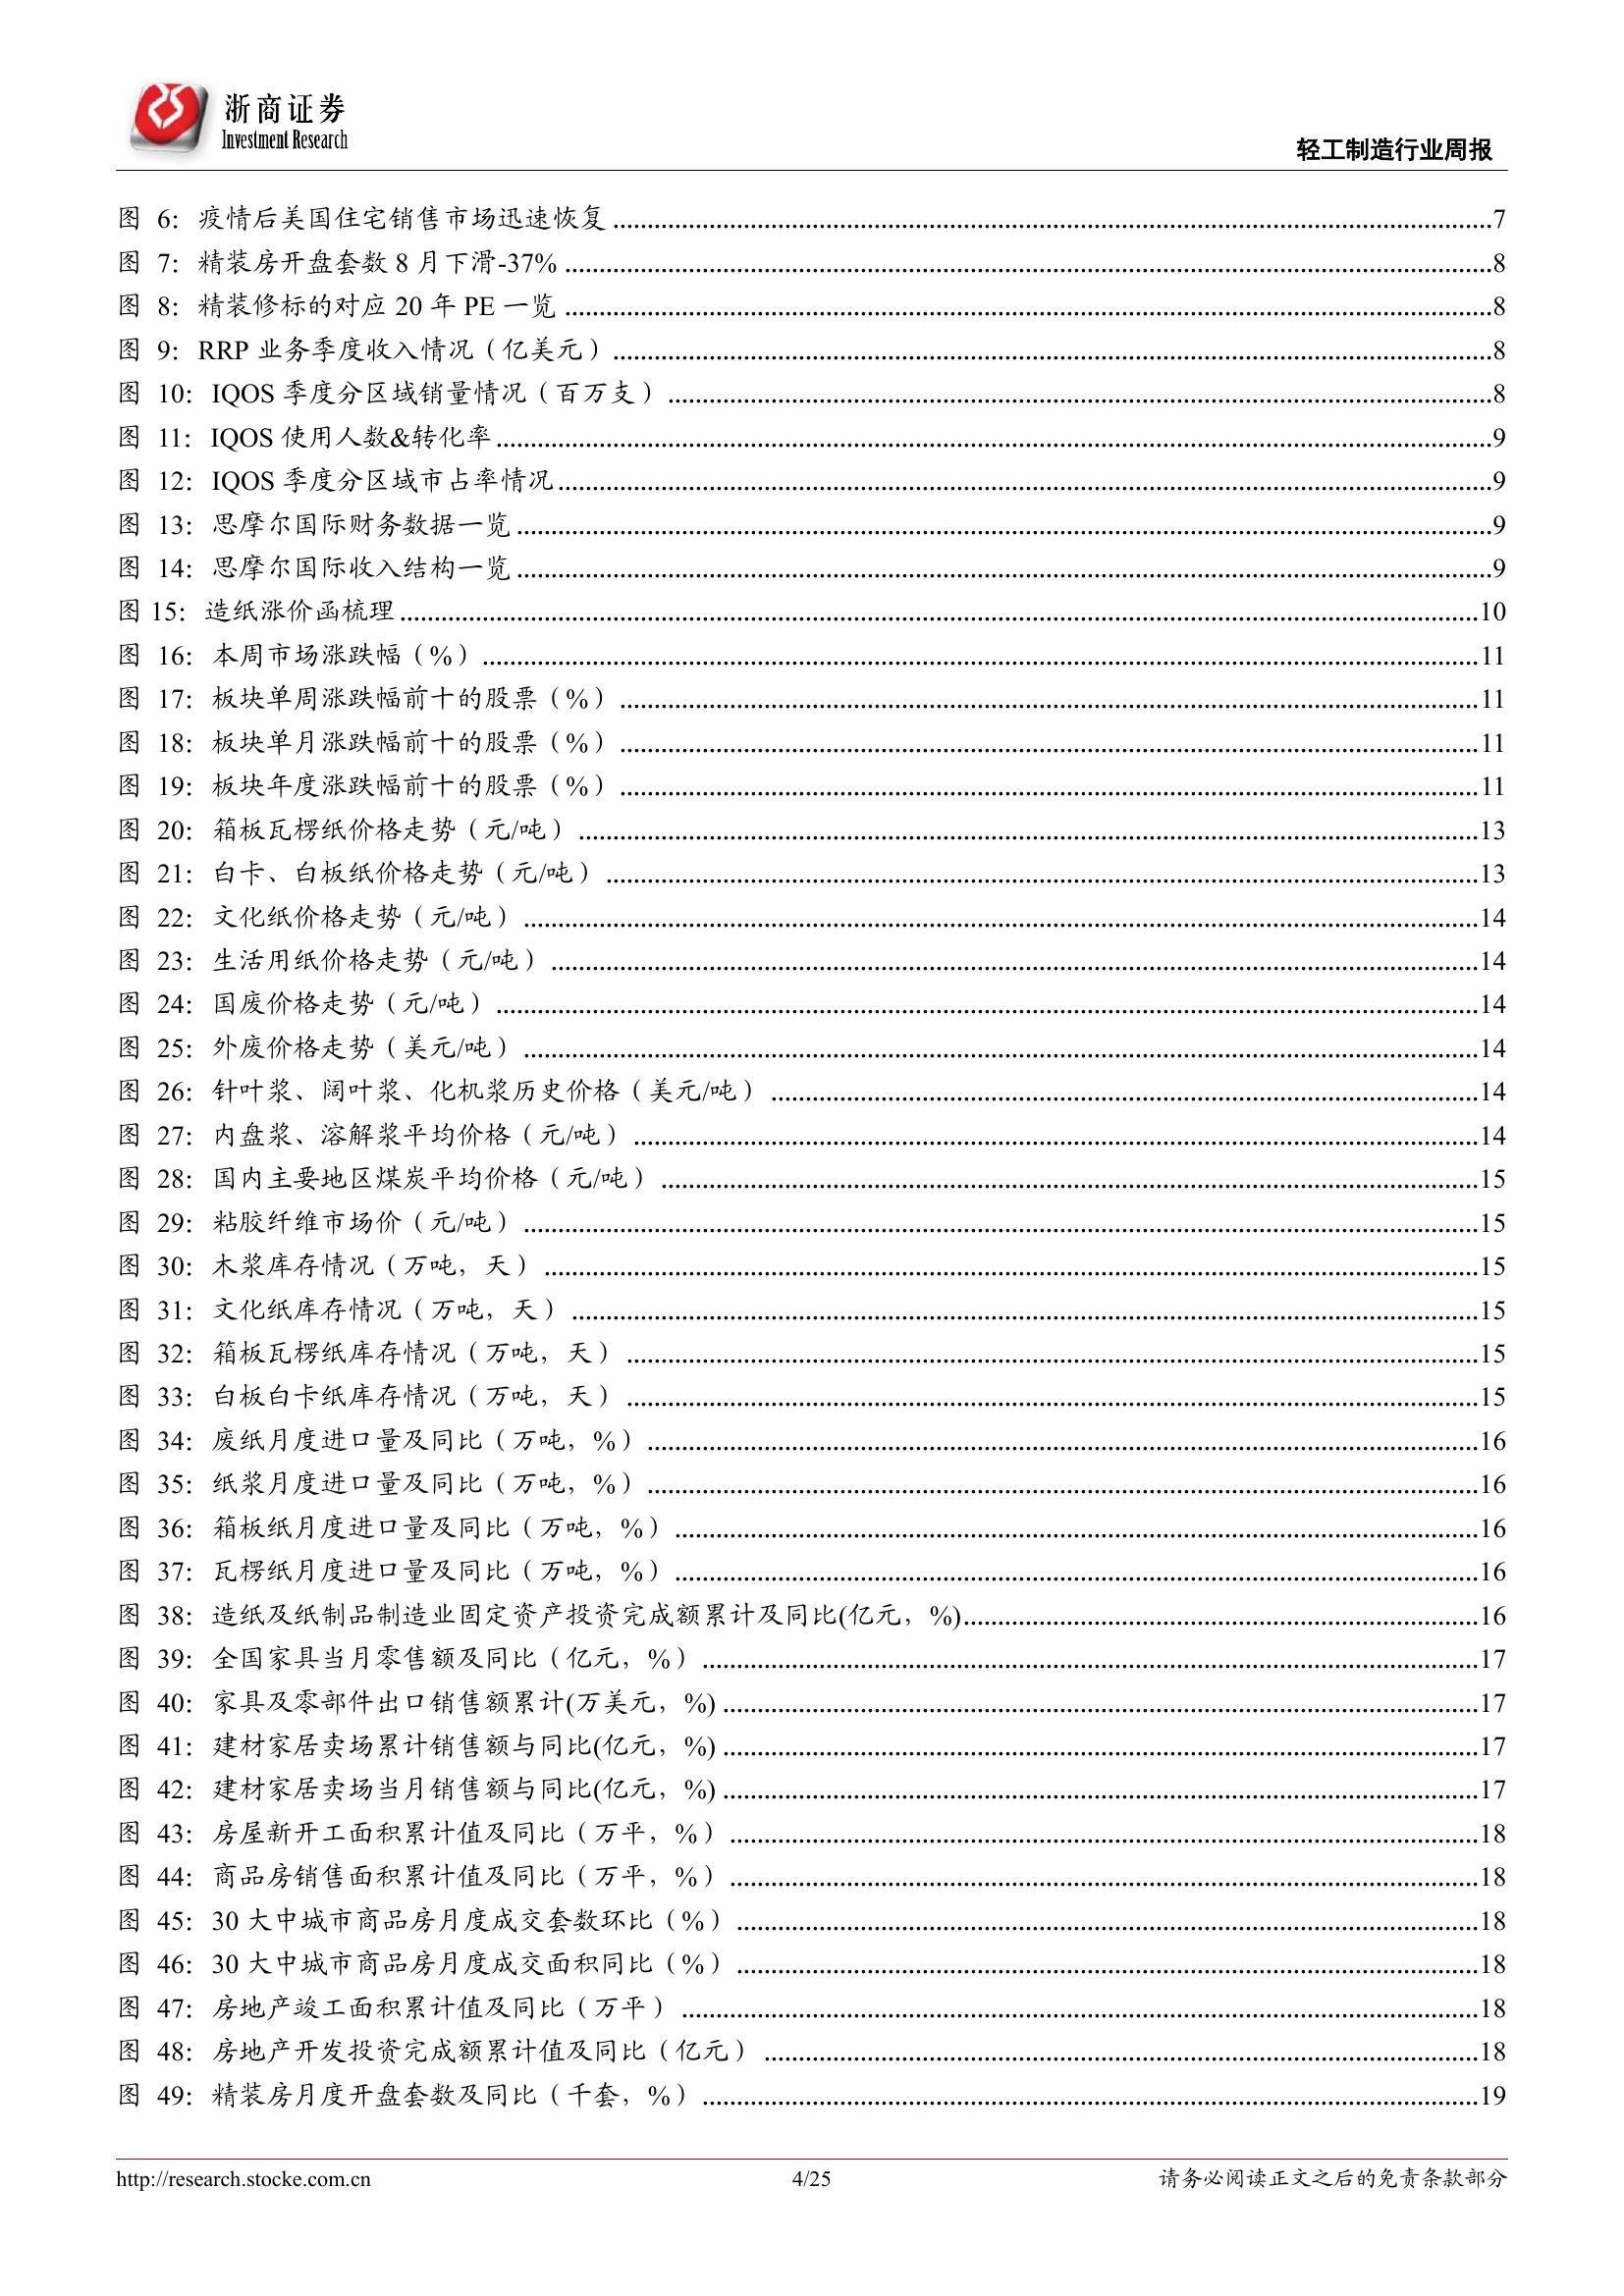 浙商证券
Investment Research
轻工制造行业周报
图 6：疫情后美国住宅销售市场迅速恢复 ........ 7
图 7：精装房开盘套数 8 月下滑-37% ........ 8
图 8：精装修标的对应 20 年 PE 一览 ........ 8
图 9：RRP 业务季度收入情况（亿美元） ........ 8
图 10：IQOS 季度分区域销量情况（百万支） ........ 8
图 11：IQOS 使用人数&转化率 ........ 9
图 12：IQOS 季度分区域市占率情况 ........ 9
图 13：思摩尔国际财务数据一览 ........ 9
图 14：思摩尔国际收入结构一览 ........ 9
图 15：造纸涨价函梳理 ........ 10
图 16：本周市场涨跌幅（%） ........ 11
图 17：板块单周涨跌幅前十的股票（%） ........ 11
图 18：板块单月涨跌幅前十的股票（%） ........ 11
图 19：板块年度涨跌幅前十的股票（%） ........ 11
图 20：箱板瓦楞纸价格走势（元/吨） ........ 13
图 21：白卡、白板纸价格走势（元/吨） ........ 13
图 22：文化纸价格走势（元/吨） ........ 14
图 23：生活用纸价格走势（元/吨） ........ 14
图 24：国废价格走势（元/吨） ........ 14
图 25：外废价格走势（美元/吨） ........ 14
图 26：针叶浆、阔叶浆、化机浆历史价格（美元/吨） ........ 14
图 27：内盘浆、溶解浆平均价格（元/吨） ........ 14
图 28：国内主要地区煤炭平均价格（元/吨） ........ 15
图 29：粘胶纤维市场价（元/吨） ........ 15
图 30：木浆库存情况（万吨，天） ........ 15
图 31：文化纸库存情况（万吨，天） ........ 15
图 32：箱板瓦楞纸库存情况（万吨，天） ........ 15
图 33：白板白卡纸库存情况（万吨，天） ........ 15
图 34：废纸月度进口量及同比（万吨，%） ........ 16
图 35：纸浆月度进口量及同比（万吨，%） ........ 16
图 36：箱板纸月度进口量及同比（万吨，%） ........ 16
图 37：瓦楞纸月度进口量及同比（万吨，%） ........ 16
图 38：造纸及纸制品制造业固定资产投资完成额累计及同比(亿元，%) ........ 16
图 39：全国家具当月零售额及同比（亿元，%） ........ 17
图 40：家具及零部件出口销售额累计(万美元，%) ........ 17
图 41：建材家居卖场累计销售额与同比(亿元，%) ........ 17
图 42：建材家居卖场当月销售额与同比(亿元，%) ........ 17
图 43：房屋新开工面积累计值及同比（万平，%） ........ 18
图 44：商品房销售面积累计值及同比（万平，%） ........ 18
图 45：30 大中城市商品房月度成交套数环比（%） ........ 18
图 46：30 大中城市商品房月度成交面积同比（%） ........ 18
图 47：房地产竣工面积累计值及同比（万平） ........ 18
图 48：房地产开发投资完成额累计值及同比（亿元） ........ 18
图 49：精装房月度开盘套数及同比（千套，%） ........ 19
http://research.stocke.com.cn 4/25 请务必阅读正文之后的免责条款部分